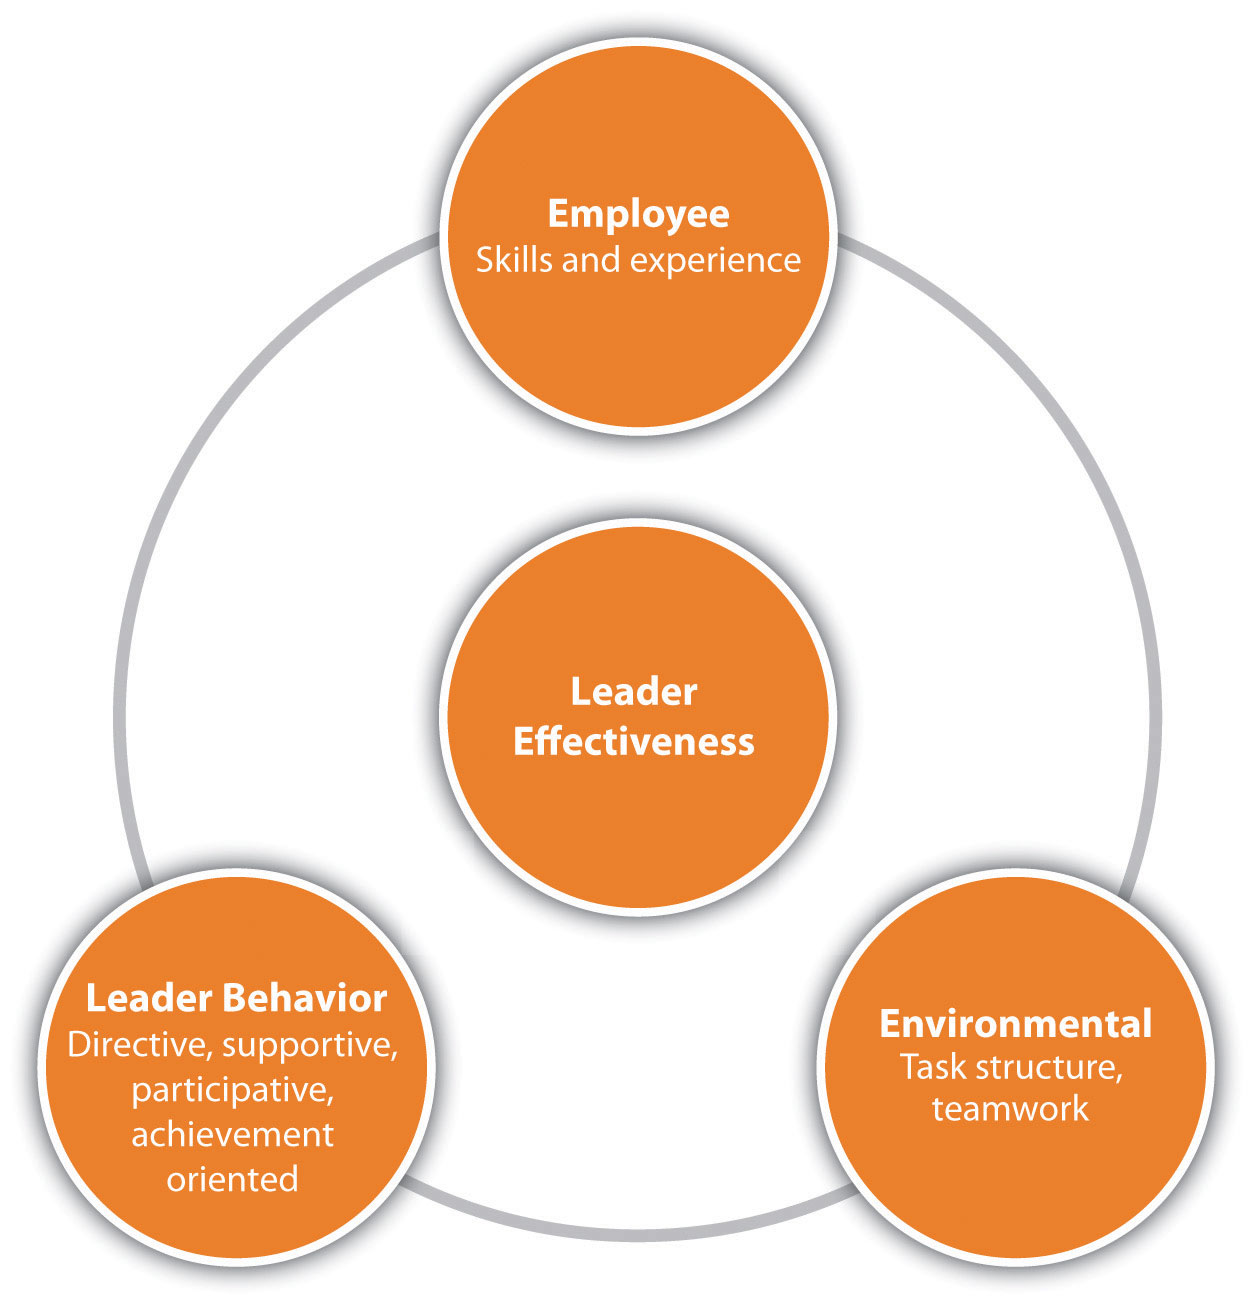 Employee
Skills and experience
Leader
Effectiveness
Leader Behavior
Directive, supportive,
participative,
achievement
oriented
Environmental
Task structure,
teamwork